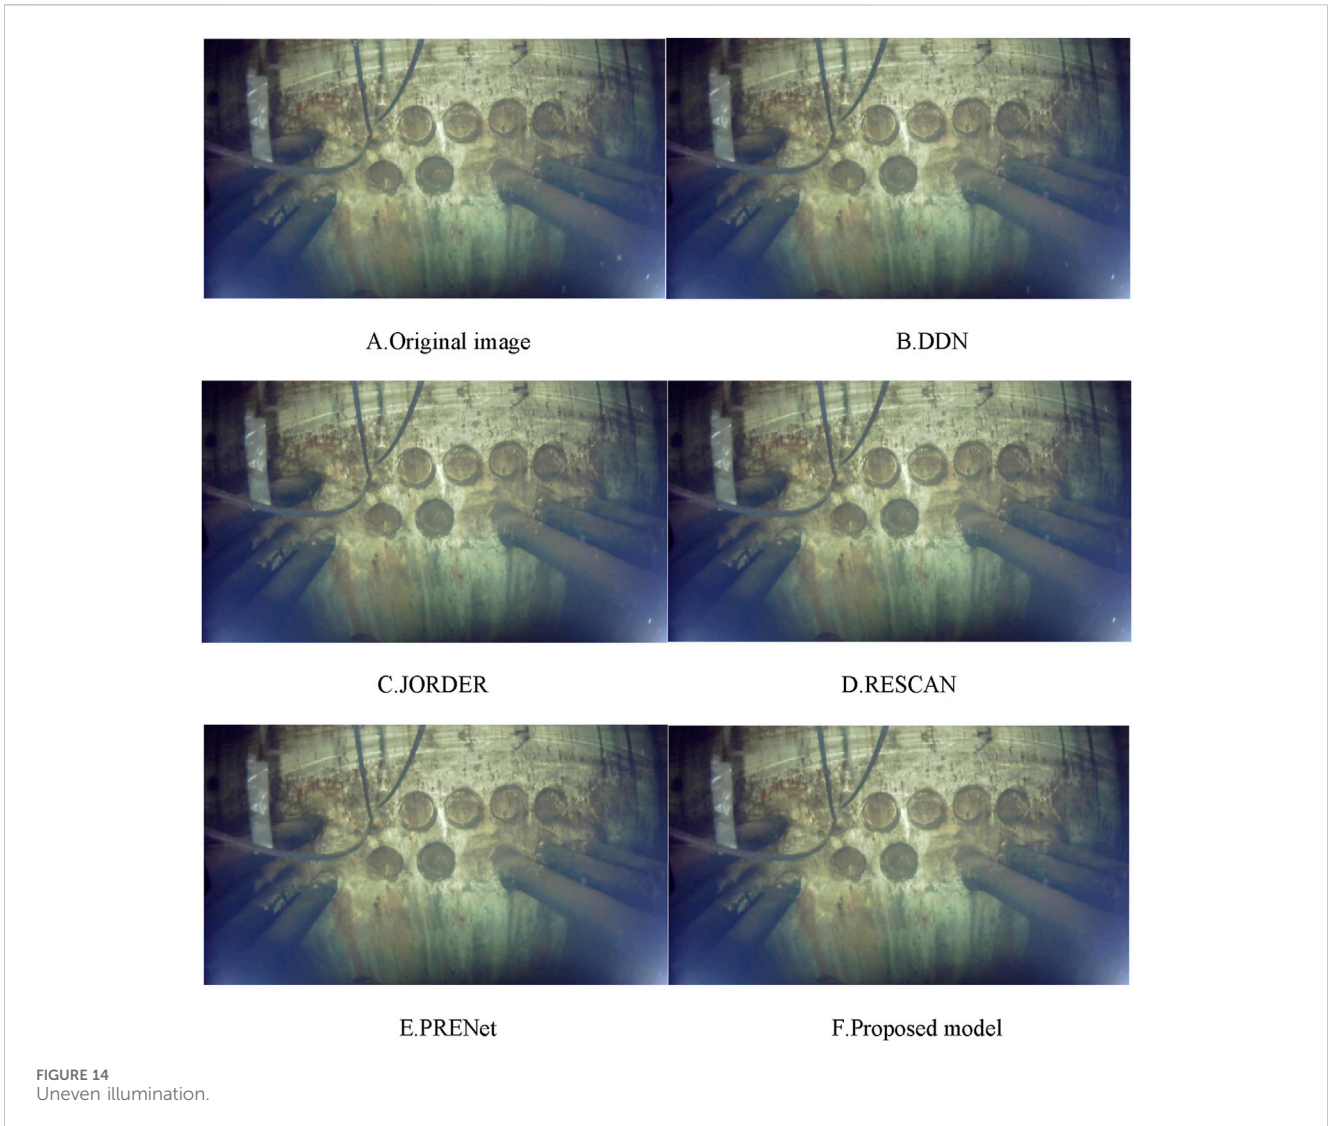 A.Original image
B.DDN
C.JORDER
D.RESCAN
E.PRENet
F.Proposed model
FIGURE 14
Uneven illumination.